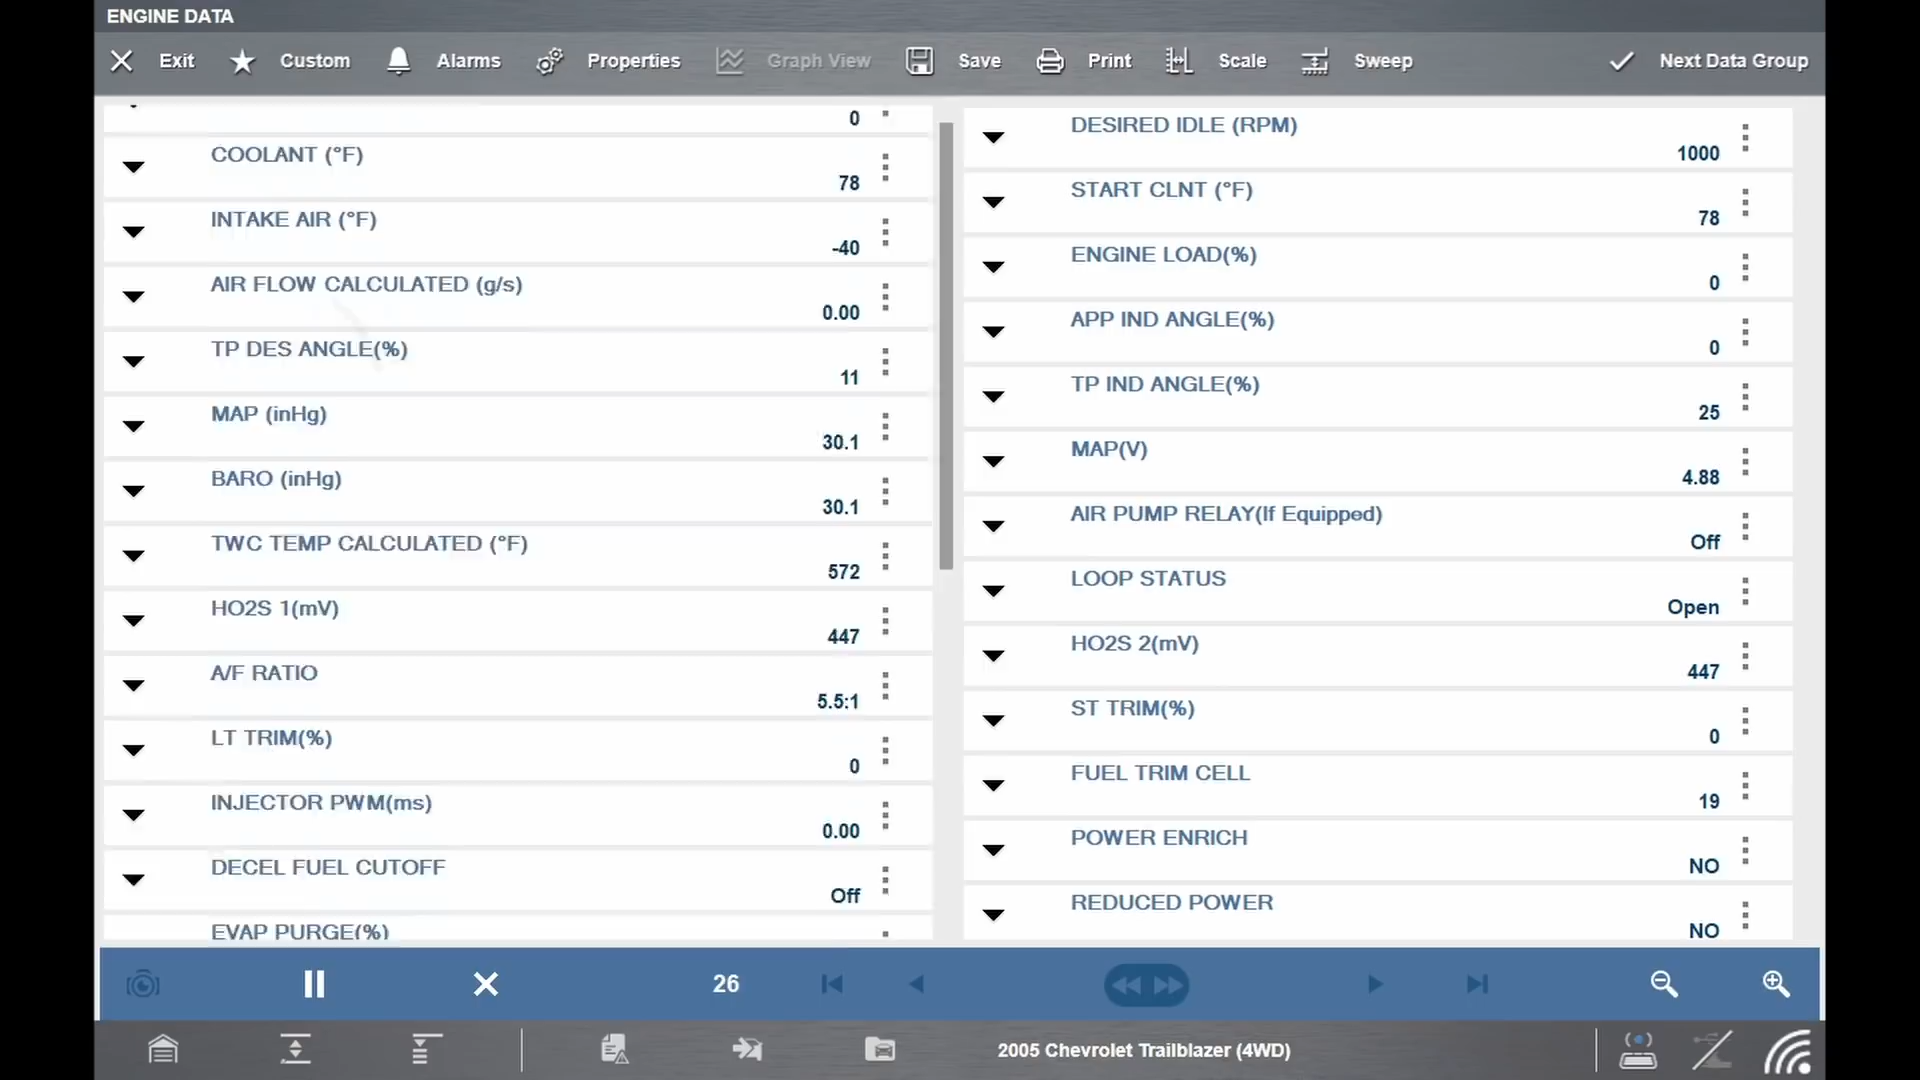 ENGINE DATA
Exit
Custom
Alarms
Properties
Graph View
Save
Print
Scale
Sweep
Next Data Group
0
COOLANT (°F)
78
INTAKE AIR (°F)
-40
AIR FLOW CALCULATED (g/s)
0.00
TP DES ANGLE(%)
11
MAP (inHg)
30.1
BARO (inHg)
30.1
TWC TEMP CALCULATED (°F)
572
HO2S 1(mV)
447
A/F RATIO
5.5:1
LT TRIM(%)
0
INJECTOR PWM(ms)
0.00
DECEL FUEL CUTOFF
Off
EVAP PURGE(%)
DESIRED IDLE (RPM)
1000
START CLNT (°F)
78
ENGINE LOAD(%)
0
APP IND ANGLE(%)
0
TP IND ANGLE(%)
25
MAP(V)
4.88
AIR PUMP RELAY(If Equipped)
Off
LOOP STATUS
Open
HO2S 2(mV)
447
ST TRIM(%)
0
FUEL TRIM CELL
19
POWER ENRICH
NO
REDUCED POWER
NO
26
2005 Chevrolet Trailblazer (4WD)